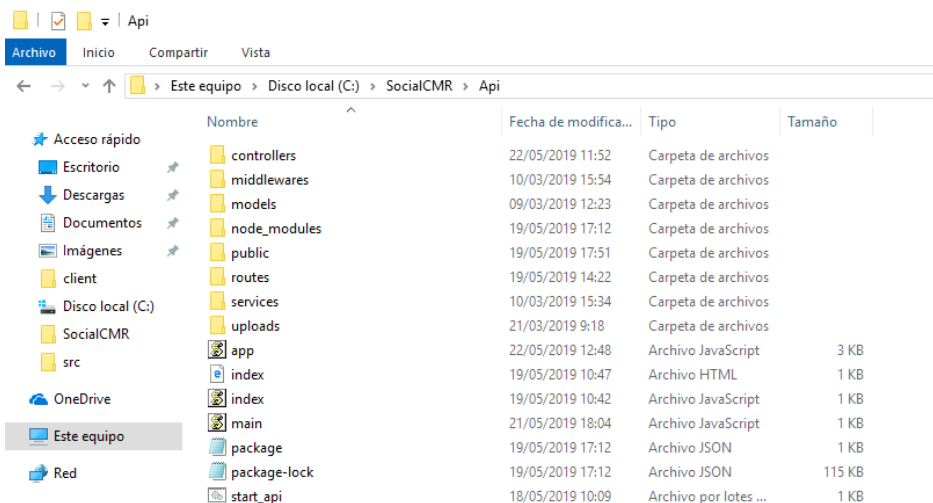 Api
Archivo Inicio Compartir Vista
Este equipo > Disco local (C:) > SocialCMR > Api
Acceso rápido
Escritorio
Descargas
Documentos
Imágenes
client
Disco local (C:)
SocialCMR
src
OneDrive
Este equipo
Red
Nombre Fecha de modifica... Tipo Tamaño
controllers 22/05/2019 11:52 Carpeta de archivos
middlewares 10/03/2019 15:54 Carpeta de archivos
models 09/03/2019 12:23 Carpeta de archivos
node_modules 19/05/2019 17:12 Carpeta de archivos
public 19/05/2019 17:51 Carpeta de archivos
routes 19/05/2019 14:22 Carpeta de archivos
services 10/03/2019 15:34 Carpeta de archivos
uploads 21/03/2019 9:18 Carpeta de archivos
app 22/05/2019 12:48 Archivo JavaScript 3 KB
index 19/05/2019 10:47 Archivo HTML 1 KB
index 19/05/2019 10:42 Archivo JavaScript 1 KB
main 21/05/2019 18:04 Archivo JavaScript 1 KB
package 19/05/2019 17:12 Archivo JSON 1 KB
package-lock 19/05/2019 17:12 Archivo JSON 115 KB
start_api 18/05/2019 10:09 Archivo por lotes ... 1 KB